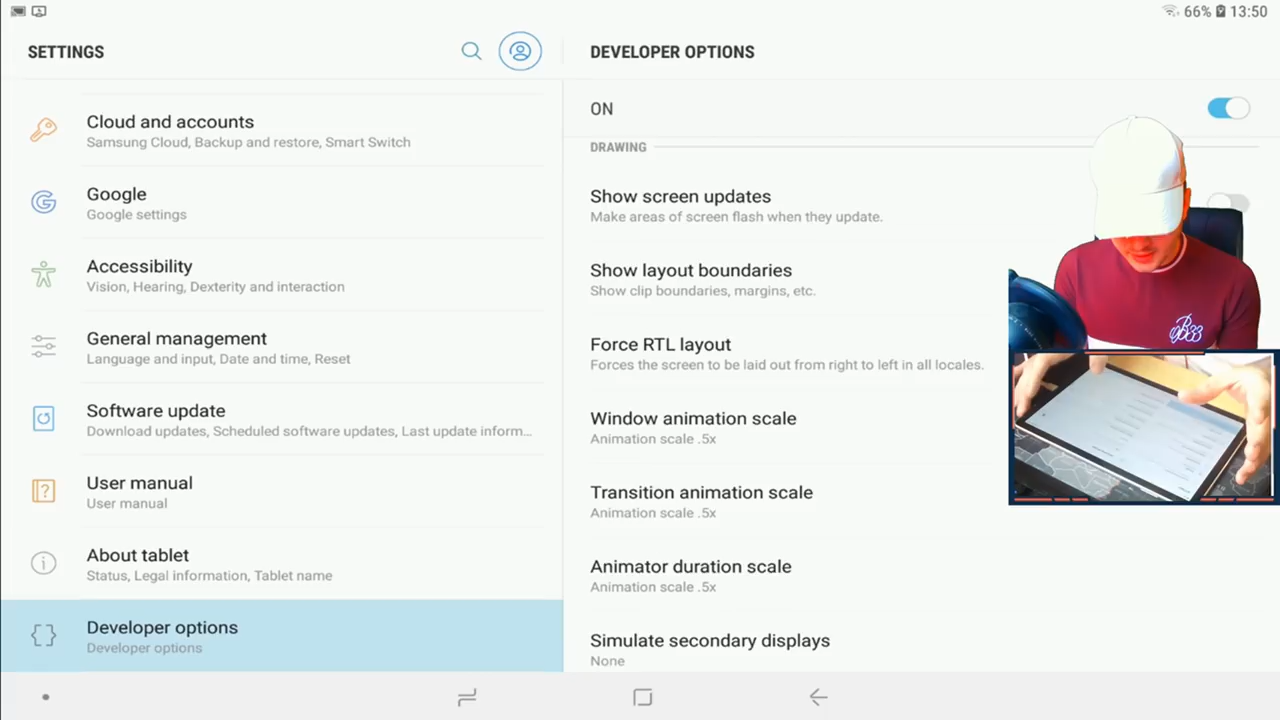 66% 13:50
SETTINGS
Cloud and accounts
Samsung Cloud, Backup and restore, Smart Switch
Google
Google settings
Accessibility
Vision, Hearing, Dexterity and interaction
General management
Language and input, Date and time, Reset
Software update
Download updates, Scheduled software updates, Last update inform...
User manual
User manual
About tablet
Status, Legal information, Tablet name
Developer options
Developer options
DEVELOPER OPTIONS
ON
DRAWING
Show screen updates
Make areas of screen flash when they update.
Show layout boundaries
Show clip boundaries, margins, etc.
Force RTL layout
Forces the screen to be laid out from right to left in all locales.
Window animation scale
Animation scale .5x
Transition animation scale
Animation scale .5x
Animator duration scale
Animation scale .5x
Simulate secondary displays
None